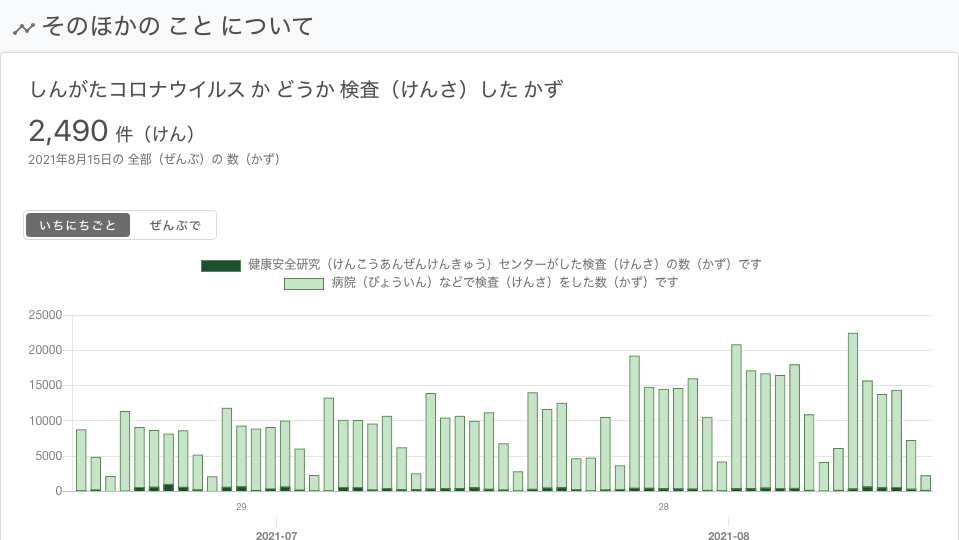 そのほかの こと について
しんがたコロナウイルス か どうか 検査（けんさ）した かず
2,490 件（けん）
2021年8月15日の 全部（ぜんぶ）の 数（かず）
いちにちごと ぜんぶで
健康安全研究（けんこうあんぜんけんきゅう）センターがした検査（けんさ）の数（かず）です
病院（びょういん）などで検査（けんさ）をした数（かず）です
25000
20000
15000
10000
5000
0
29 28
2021-07 2021-08